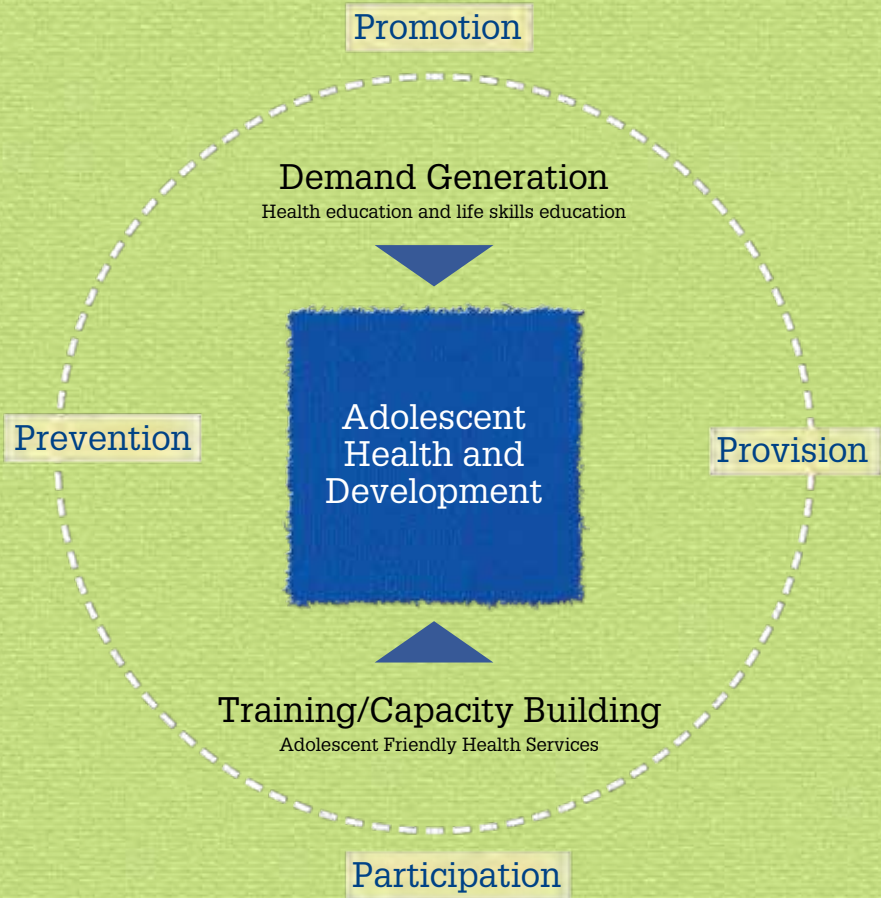 Promotion
Demand Generation
Health education and life skills education
Prevention
Adolescent
Health and
Development
Provision
Training/Capacity Building
Adolescent Friendly Health Services
Participation